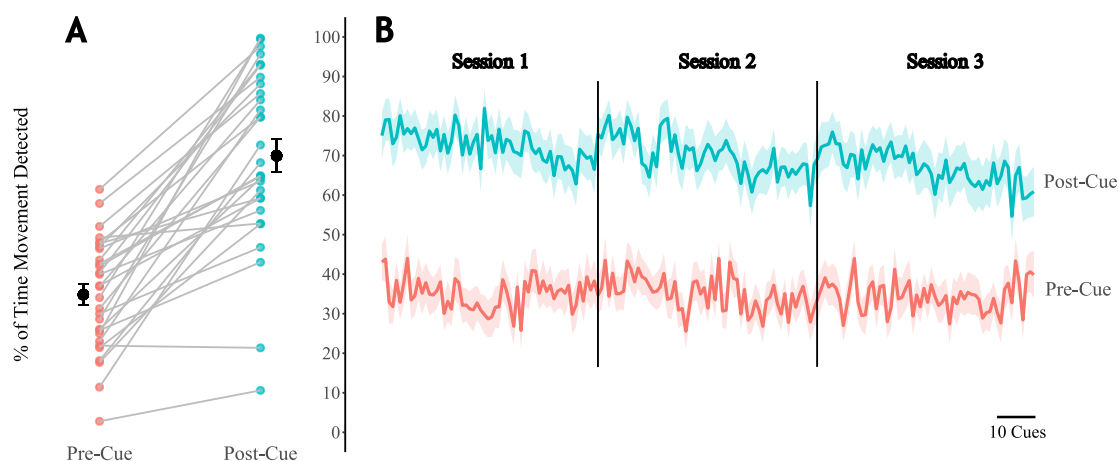 A
B
% of Time Movement Detected
100
90
80
70
60
50
40
30
20
10
0
Pre-Cue
Post-Cue
Session 1
Session 2
Session 3
Post-Cue
Pre-Cue
10 Cues